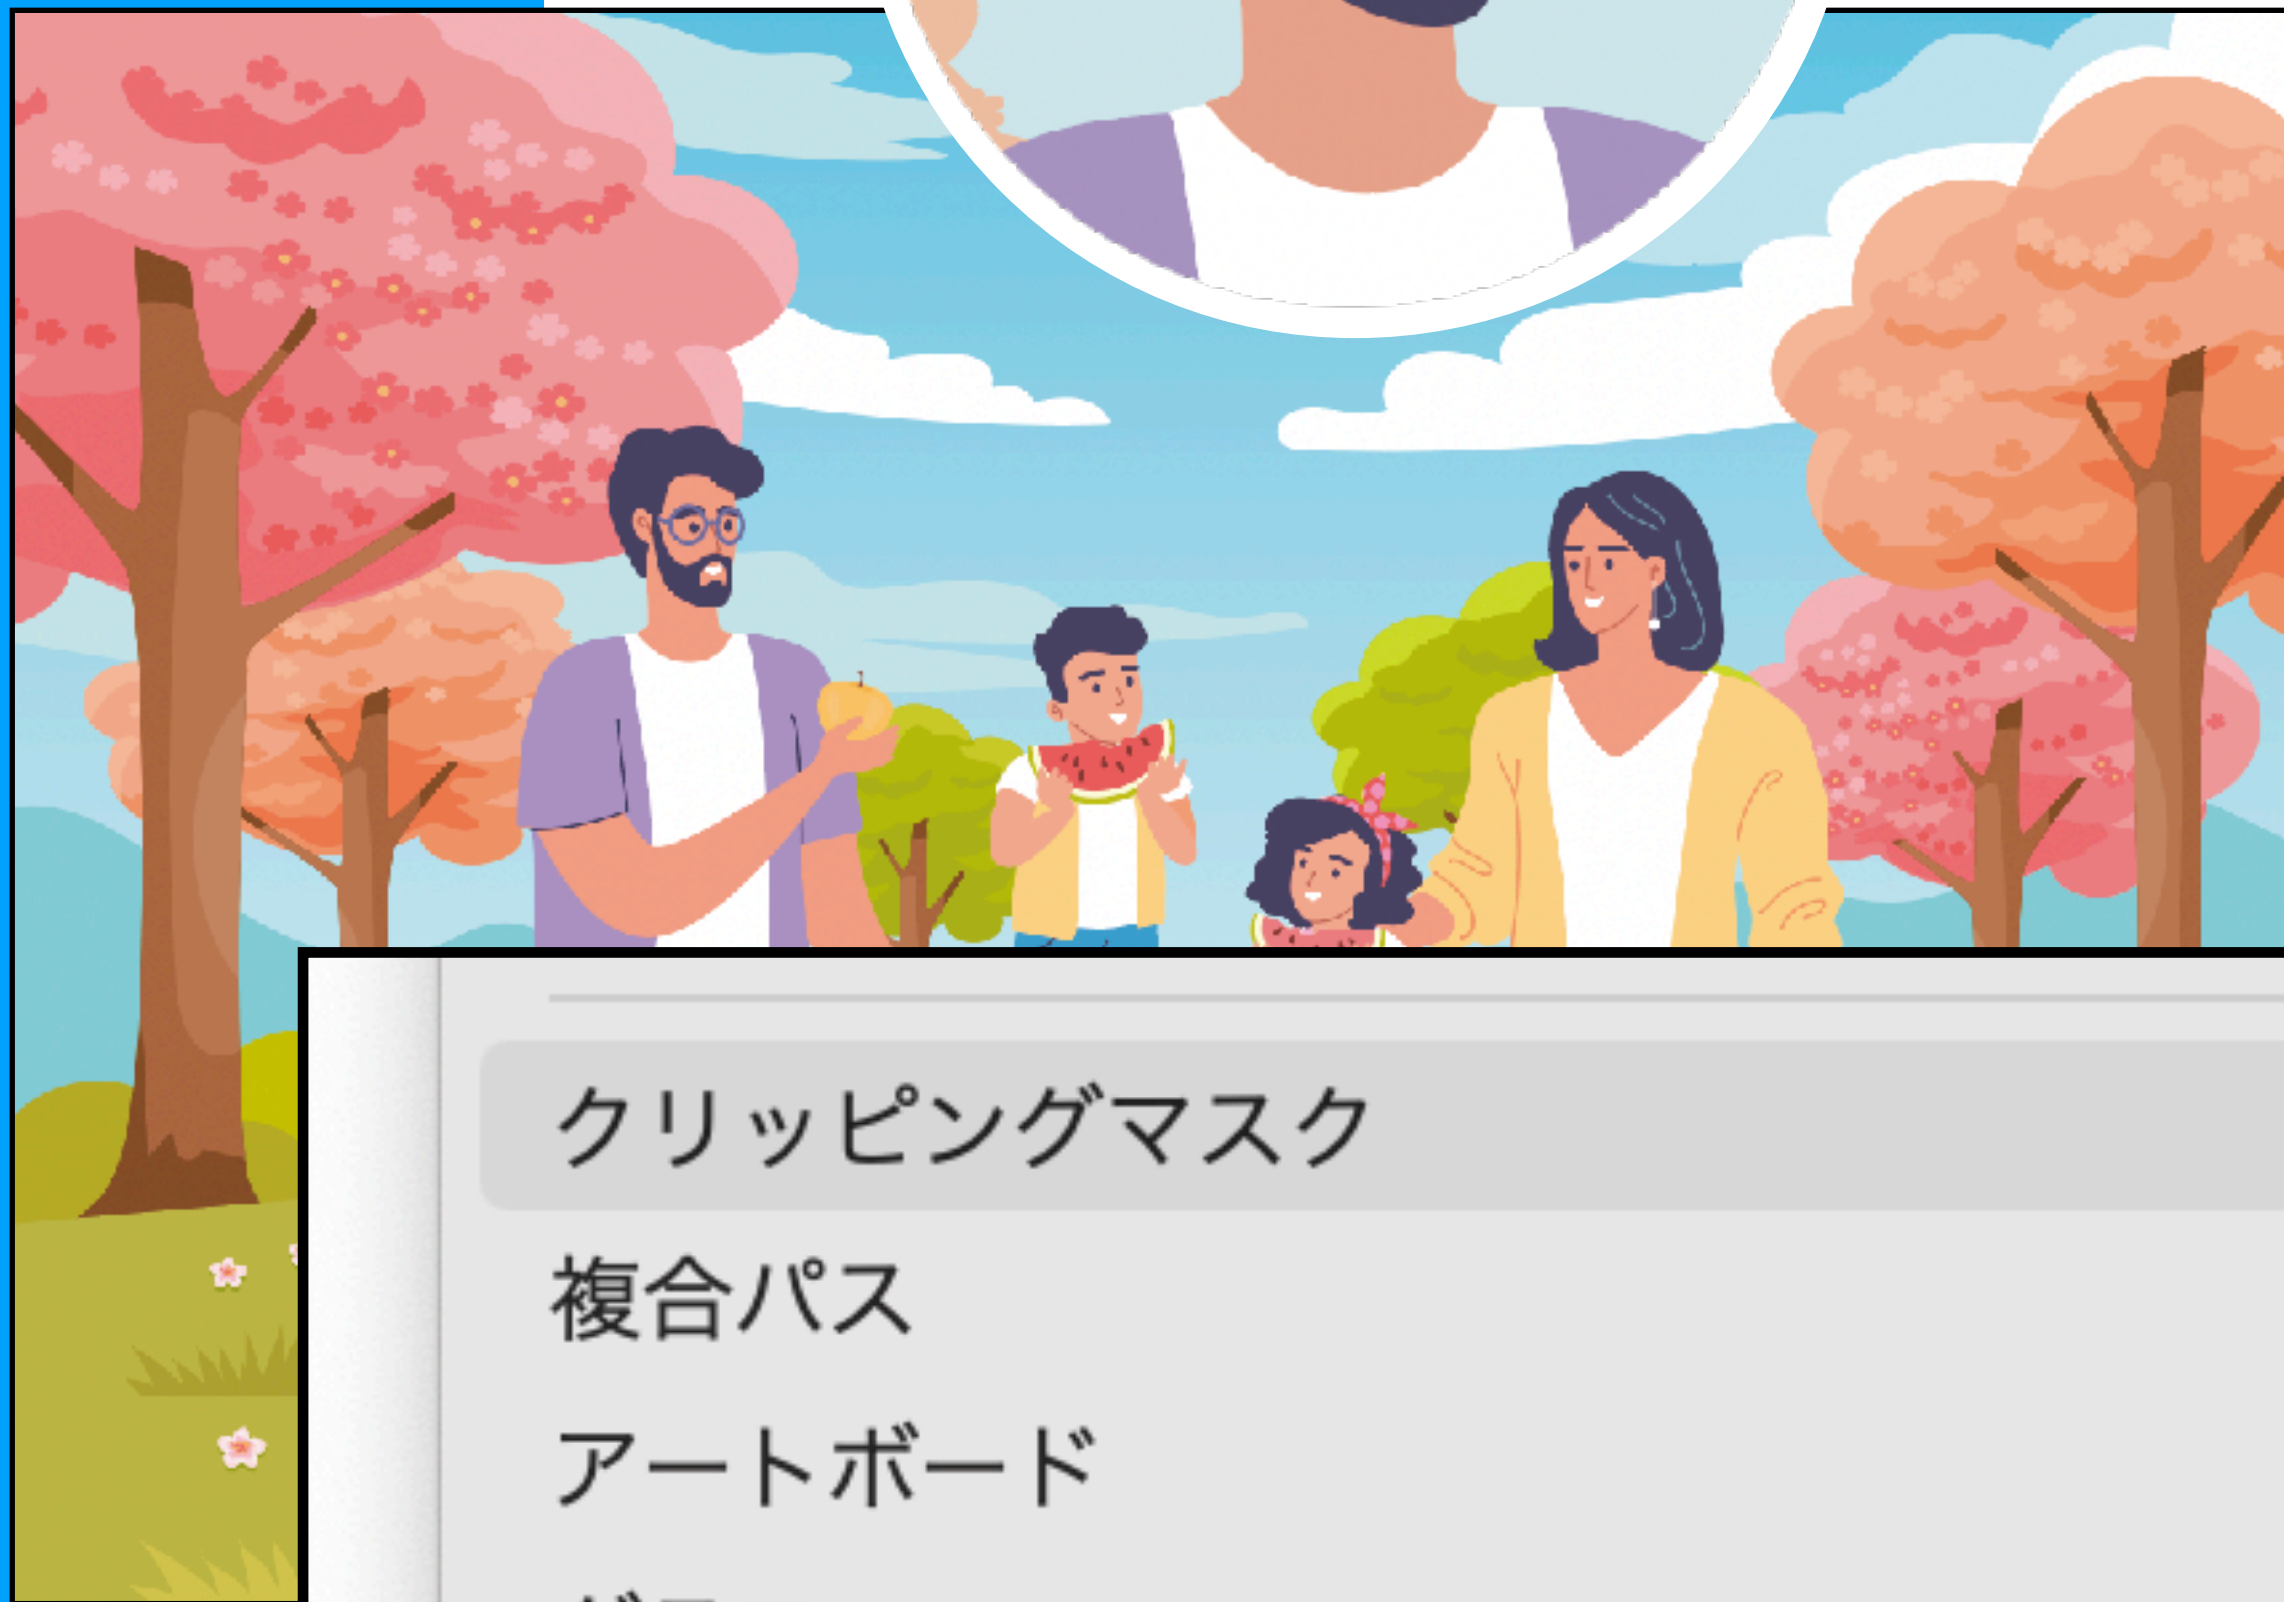 クリッピングマスク
複合パス
アートボード